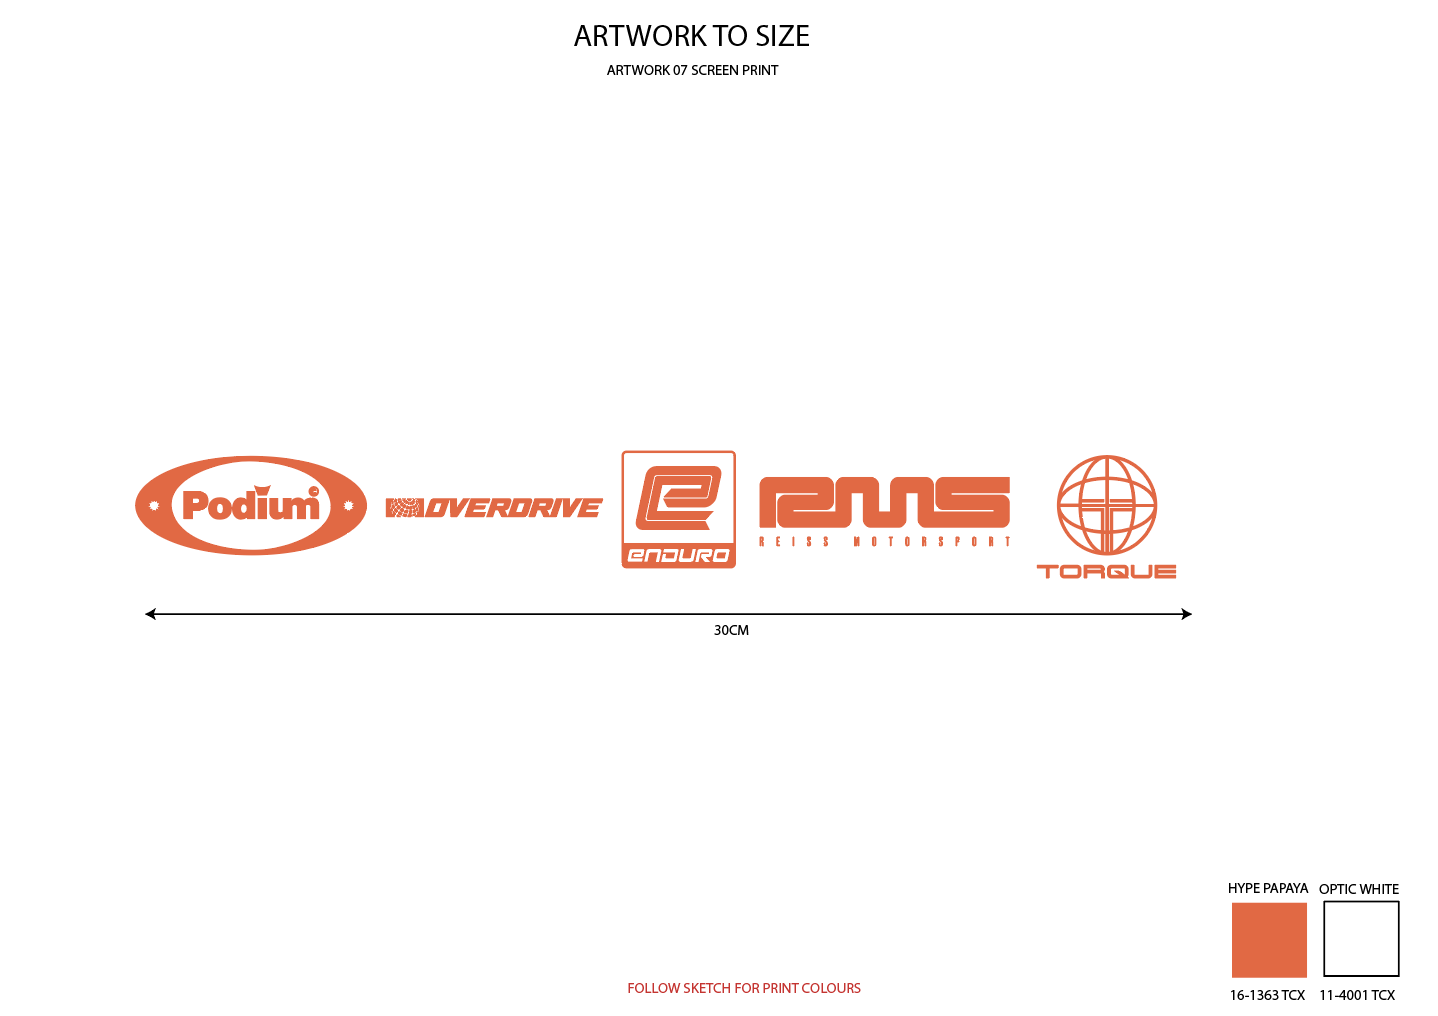 ARTWORK TO SIZE
ARTWORK 07 SCREEN PRINT
Podium
OVERDRIVE
ENDURO
RMS
REISS MOTORSPORT
TORQUE
30CM
HYPE PAPAYA
OPTIC WHITE
16-1363 TCX
11-4001 TCX
FOLLOW SKETCH FOR PRINT COLOURS